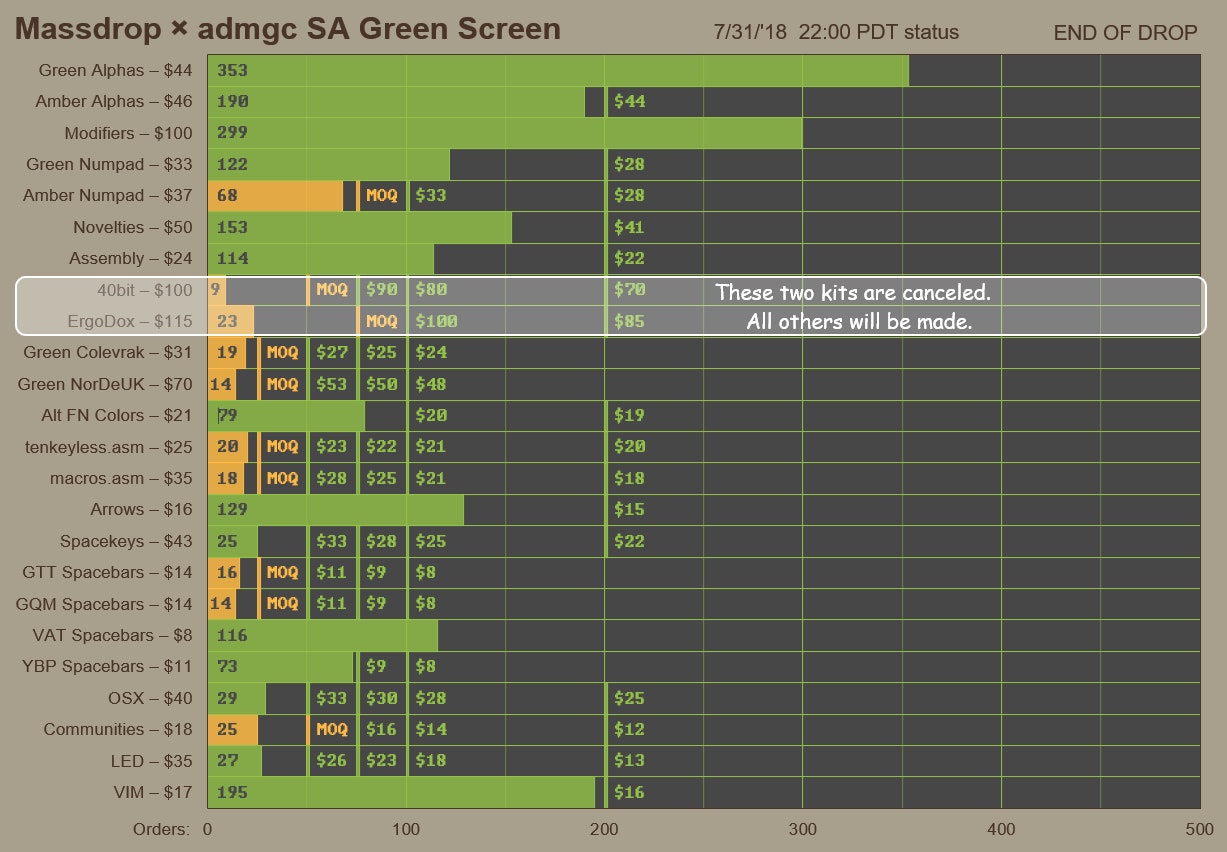 Massdrop × admgc SA Green Screen 7/31/'18 22:00 PDT status END OF DROP
Green Alphas – $44 353
Amber Alphas – $46 190 $44
Modifiers – $100 299
Green Numpad – $33 122 $28
Amber Numpad – $37 68 MOQ $33 $28
Novelties – $50 153 $41
Assembly – $24 114 $22
40bit – $100 9 MOQ $90 $80 $70 These two kits are canceled.
ErgoDox – $115 23 MOQ $100 $85 All others will be made.
Green Colevrak – $31 19 MOQ $27 $25 $24
Green NorDeUK – $70 14 MOQ $53 $50 $48
Alt FN Colors – $21 79 $20 $19
tenkeyless.asm – $25 20 MOQ $23 $22 $21 $20
macros.asm – $35 18 MOQ $28 $25 $21 $18
Arrows – $16 129 $15
Spacekeys – $43 25 $33 $28 $25 $22
GTT Spacebars – $14 16 MOQ $11 $9 $8
GQM Spacebars – $14 14 MOQ $11 $9 $8
VAT Spacebars – $8 116
YBP Spacebars – $11 73 $9 $8
OSX – $40 29 $33 $30 $28 $25
Communities – $18 25 MOQ $16 $14 $12
LED – $35 27 $26 $23 $18 $13
VIM – $17 195 $16
Orders: 0 100 200 300 400 500